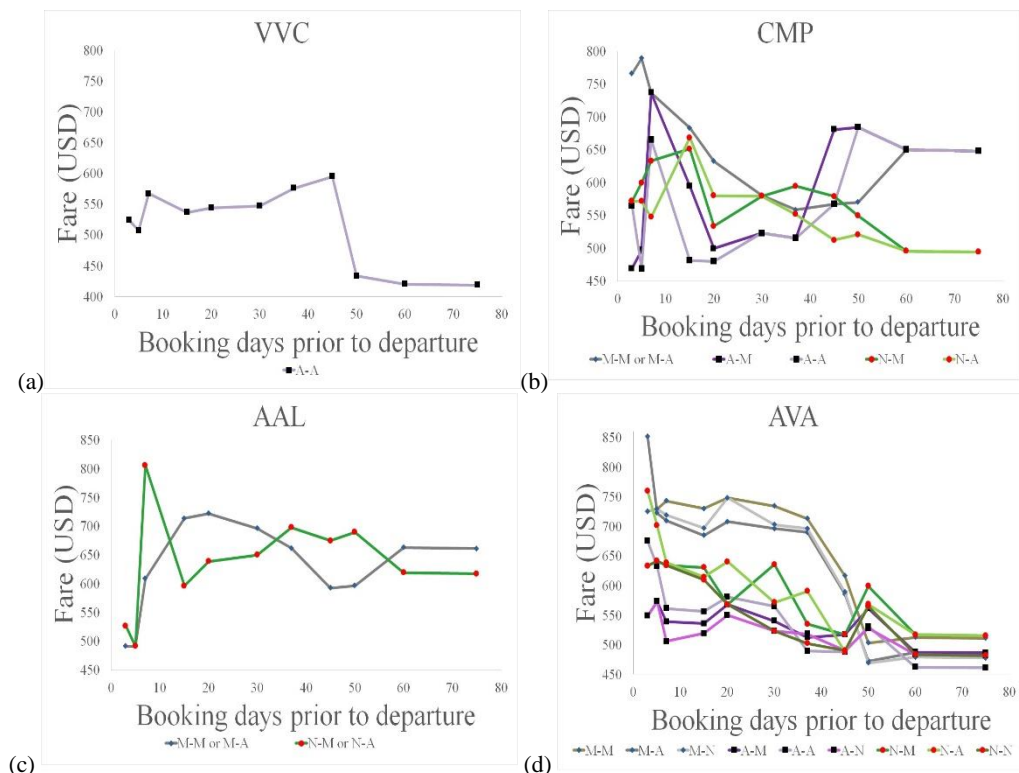 VVC
800
750
700
650
600
550
500
450
400
0 10 20 30 40 50 60 70 80
Fare (USD)
Booking days prior to departure
A-A
(a)
CMP
800
750
700
650
600
550
500
450
0 10 20 30 40 50 60 70 80
Fare (USD)
Booking days prior to departure
M-M or M-A A-M A-A N-M N-A
(b)
AAL
850
800
750
700
650
600
550
500
450
0 10 20 30 40 50 60 70 80
Fare (USD)
Booking days prior to departure
M-M or M-A N-M or N-A
(c)
AVA
850
800
750
700
650
600
550
500
450
0 10 20 30 40 50 60 70 80
Fare (USD)
Booking days prior to departure
M-M M-A M-N A-M A-A A-N N-M N-A N-N
(d)